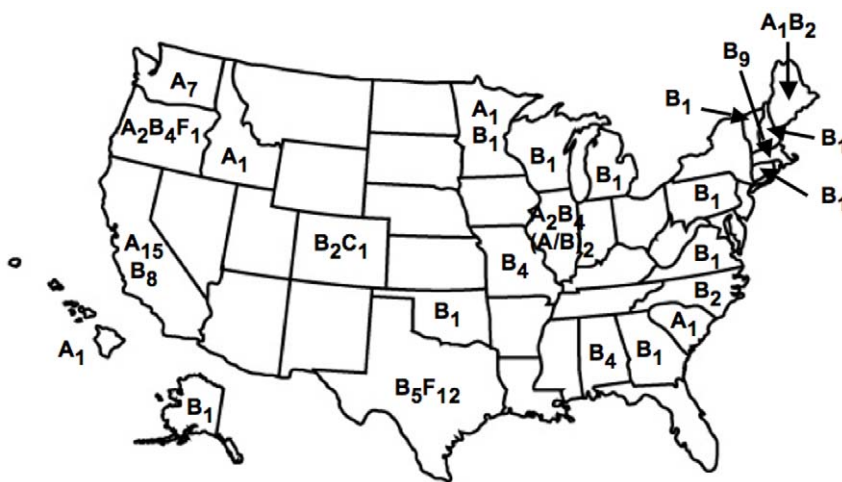 A₁B₂
B₉
B₁
A₇
A₁
B₁
A₂B₄F₁
B₁
A₁
B₁
B₁
B₁
B₁
A₂B₄
(A/B)₂
A₁₅
B₈
B₂C₁
B₄
B₁
B₂
B₁
A₁
A₁
B₄
B₁
B₅F₁₂
B₁